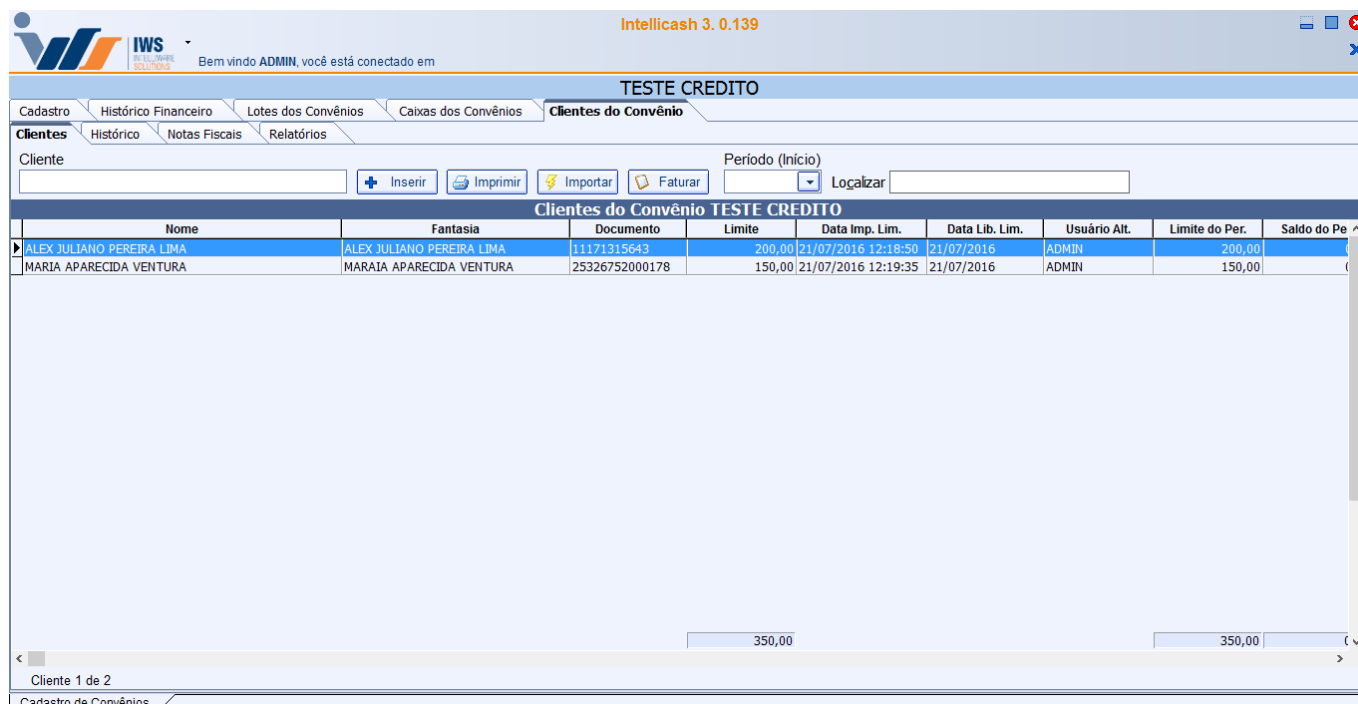 Intellicash 3. 0.139
IWS
INTELLIWARE
SOLUTIONS
Bem vindo ADMIN, você está conectado em
TESTE CREDITO
Cadastro Histórico Financeiro Lotes dos Convênios Caixas dos Convênios Clientes do Convênio
Clientes Histórico Notas Fiscais Relatórios
Cliente Período (Início)
Inserir Imprimir Importar Faturar Localizar
Clientes do Convênio TESTE CREDITO
Nome Fantasia Documento Limite Data Imp. Lim. Data Lib. Lim. Usuário Alt. Limite do Per. Saldo do Pe
ALEX JULIANO PEREIRA LIMA ALEX JULIANO PEREIRA LIMA 11171315643 200,00 21/07/2016 12:18:50 21/07/2016 ADMIN 200,00
MARIA APARECIDA VENTURA MARAIA APARECIDA VENTURA 25326752000178 150,00 21/07/2016 12:19:35 21/07/2016 ADMIN 150,00
350,00 350,00
Cliente 1 de 2
Cadastro de Convênios